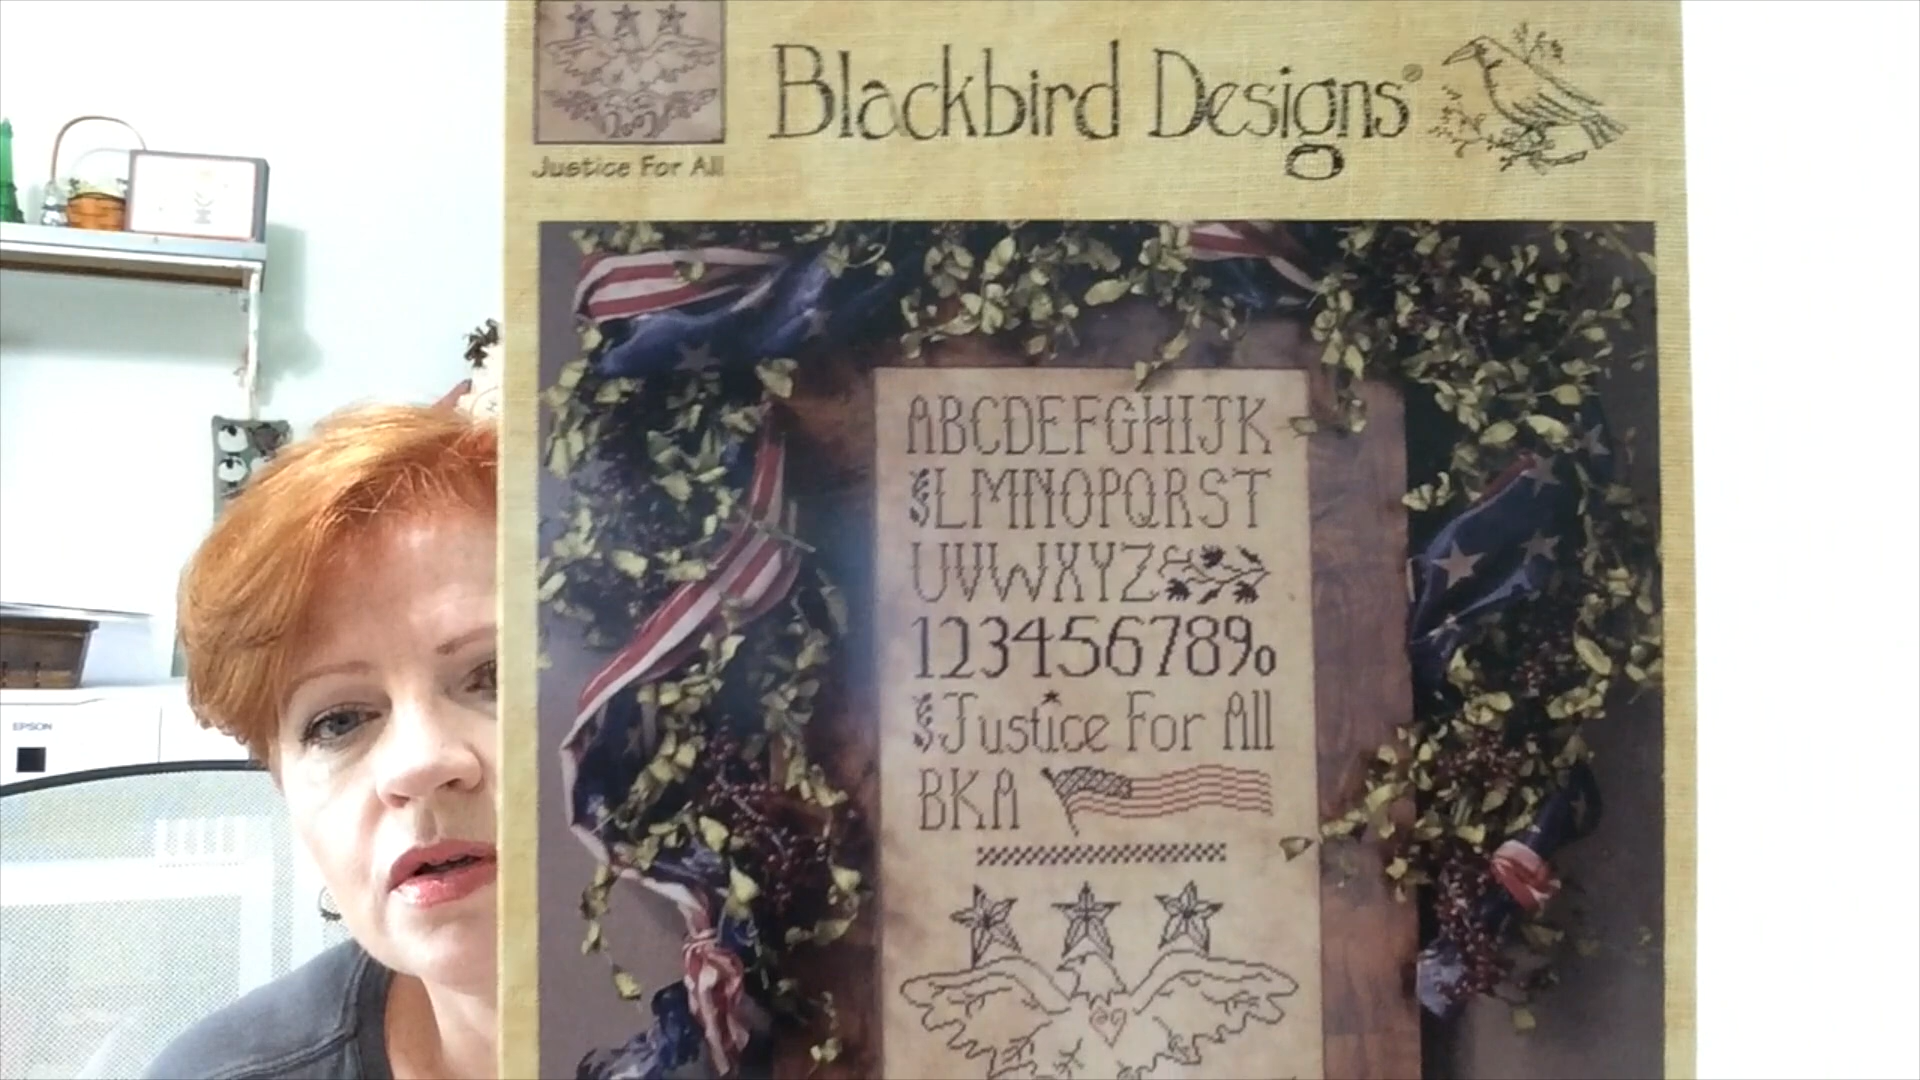 Blackbird Designs®
Justice For All
ABCDEFGHIJK
LMNOPQRST
UVWXYZ
1234567890
Justice For All
BKA
EPSON